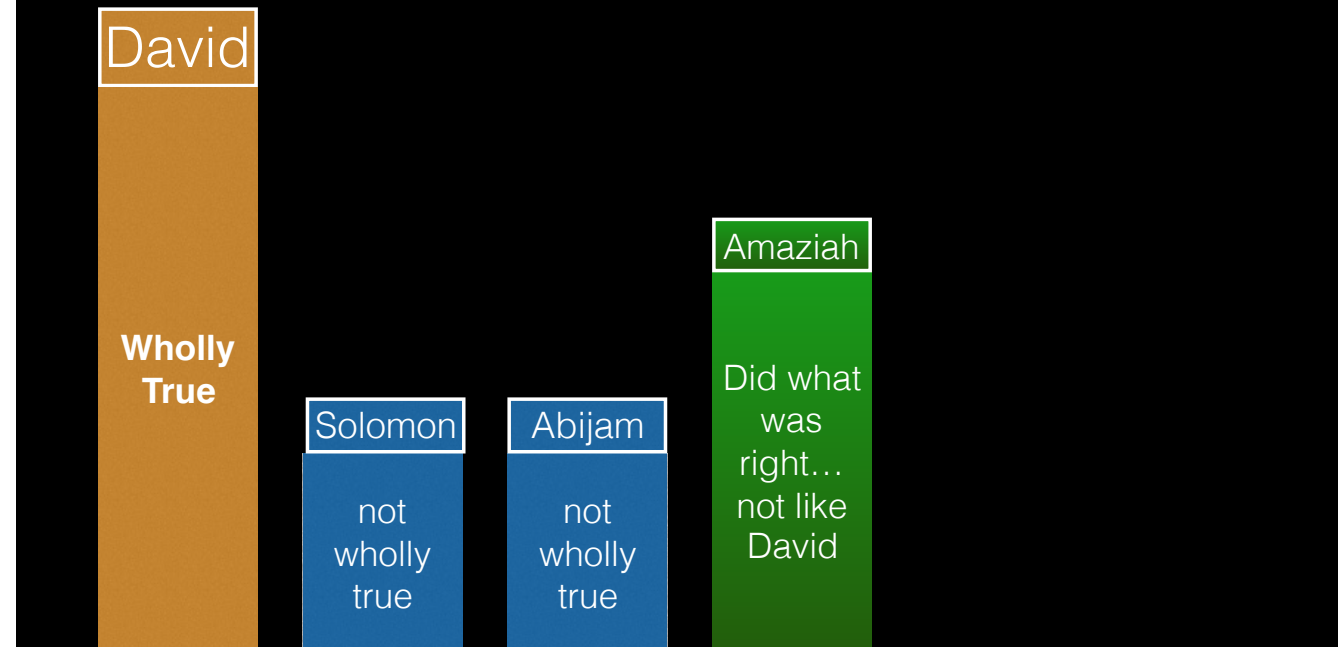 David
Wholly
True
Solomon
not
wholly
true
Abijam
not
wholly
true
Amaziah
Did what
was
right…
not like
David